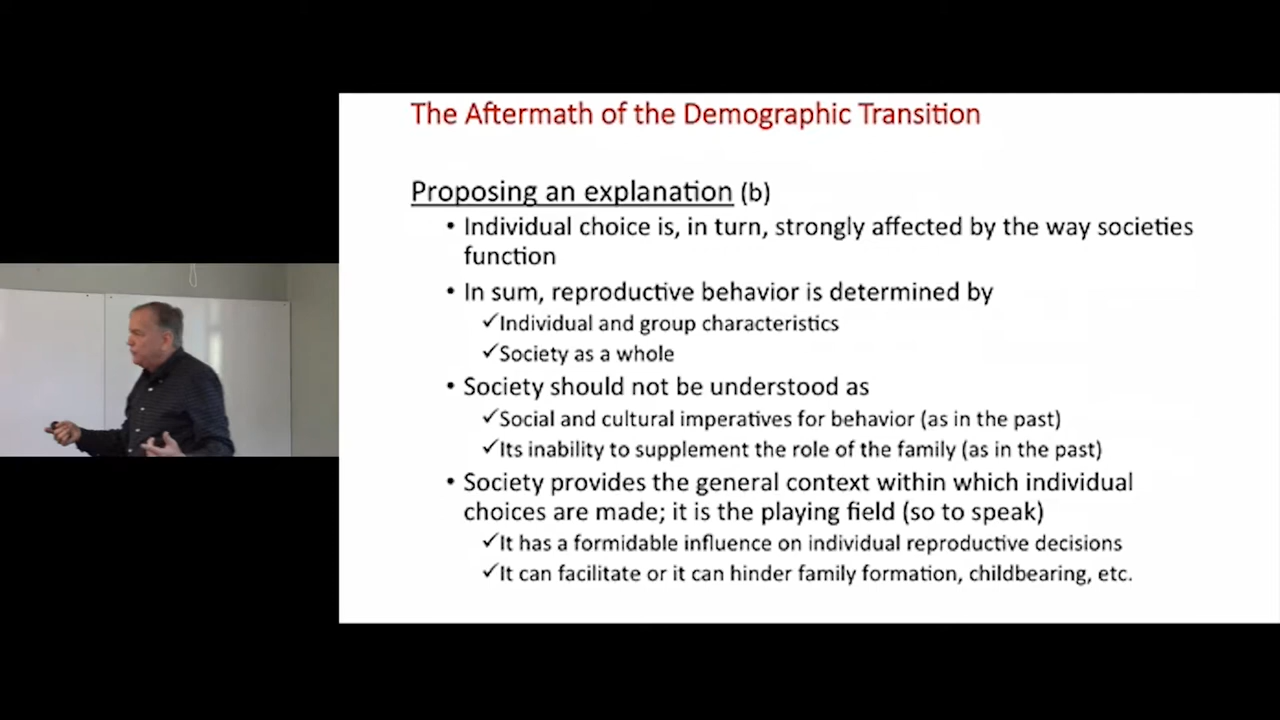 The Aftermath of the Demographic Transition
Proposing an explanation (b)
• Individual choice is, in turn, strongly affected by the way societies
function
• In sum, reproductive behavior is determined by
✓Individual and group characteristics
✓Society as a whole
• Society should not be understood as
✓Social and cultural imperatives for behavior (as in the past)
✓Its inability to supplement the role of the family (as in the past)
• Society provides the general context within which individual
choices are made; it is the playing field (so to speak)
✓It has a formidable influence on individual reproductive decisions
✓It can facilitate or it can hinder family formation, childbearing, etc.